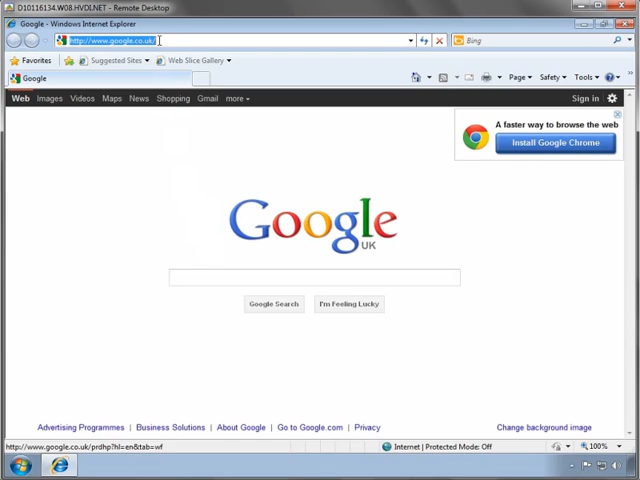 D10116134.W08.HVDI.NET - Remote Desktop
Google - Windows Internet Explorer
http://www.google.co.uk/
Bing
Favorites Suggested Sites Web Slice Gallery
Google
Page Safety Tools
Web Images Videos Maps News Shopping Gmail more Sign in
A faster way to browse the web
Install Google Chrome
Google
UK
Google Search I'm Feeling Lucky
Advertising Programmes Business Solutions About Google Go to Google.com Privacy Change background image
http://www.google.co.uk/prdhp?hl=en&tab=wf Internet | Protected Mode: Off 100%